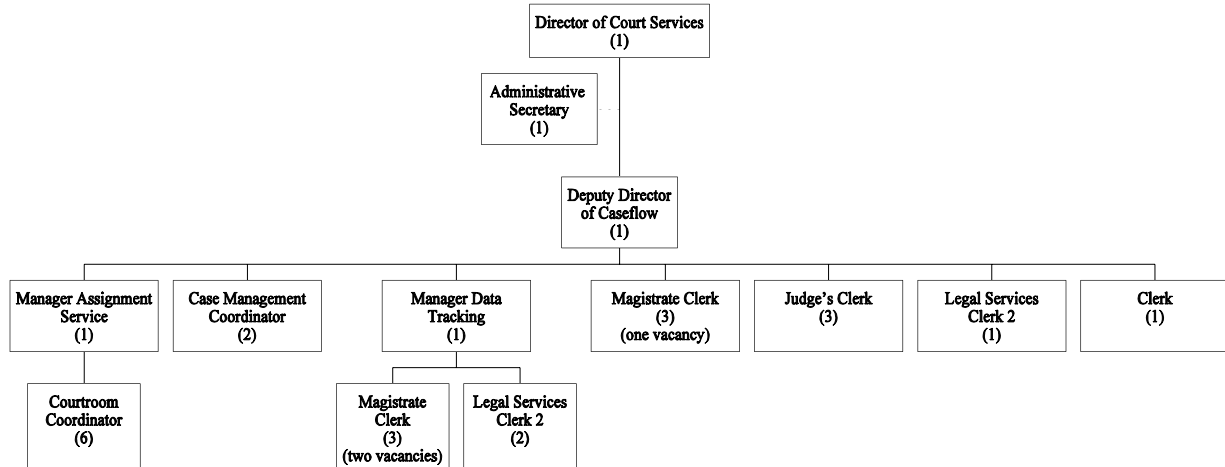 Director of Court Services
(1)
Administrative
Secretary
(1)
Deputy Director
of Caseflow
(1)
Manager Assignment
Service
(1)
Case Management
Coordinator
(2)
Manager Data
Tracking
(1)
Magistrate Clerk
(3)
(one vacancy)
Judge's Clerk
(3)
Legal Services
Clerk 2
(1)
Clerk
(1)
Courtroom
Coordinator
(6)
Magistrate
Clerk
(3)
(two vacancies)
Legal Services
Clerk 2
(2)